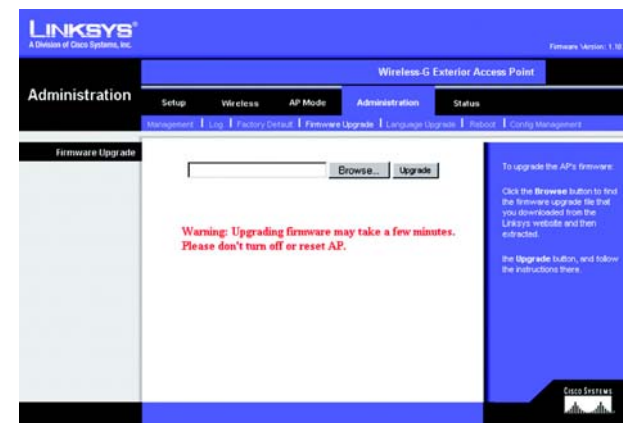 LINKSYS®
A Division of Cisco Systems, Inc.
Firmware Version: 1.10
Wireless-G Exterior Access Point
Administration
Setup Wireless AP Mode Administration Status
Management | Log | Factory Default | Firmware Upgrade | Language Upgrade | Reboot | Config Management
Firmware Upgrade
Browse... Upgrade
Warning: Upgrading firmware may take a few minutes.
Please don't turn off or reset AP.
To upgrade the AP's firmware:
Click the Browse button to find
the firmware upgrade file that
you downloaded from the
Linksys website and then
extracted.
the Upgrade button, and follow
the instructions there.
CISCO SYSTEMS